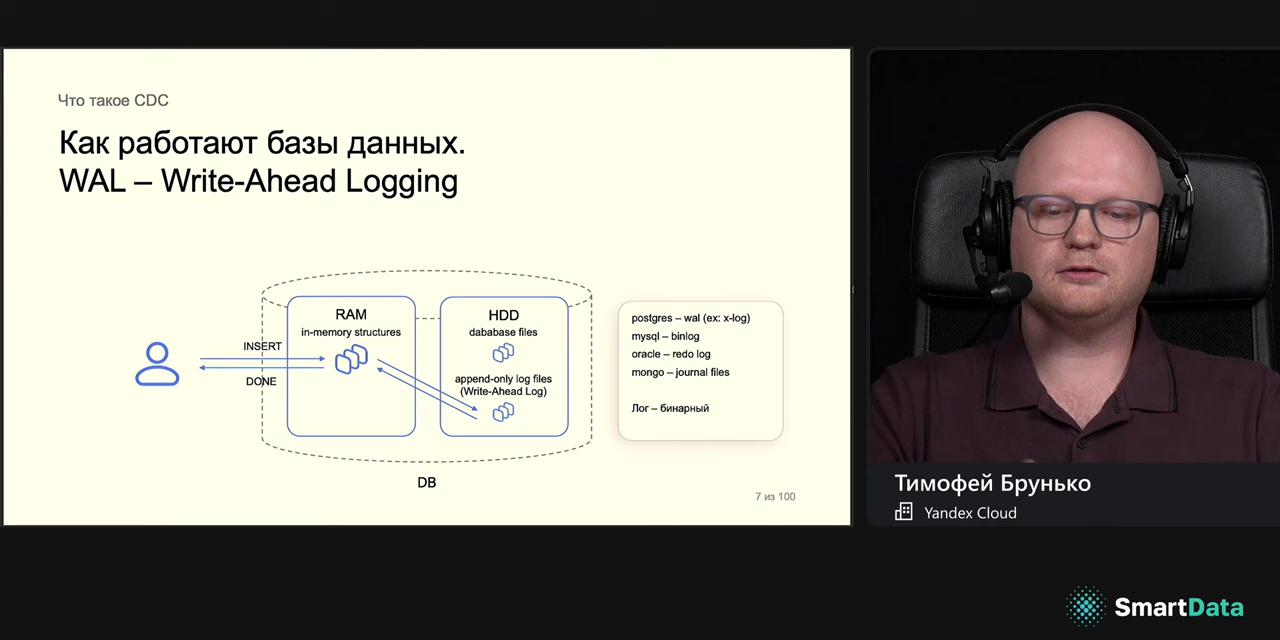 Что такое CDC
Как работают базы данных.
WAL – Write-Ahead Logging
INSERT
DONE
RAM
in-memory structures
HDD
dababase files
append-only log files
(Write-Ahead Log)
DB
postgres – wal (ex: x-log)
mysql – binlog
oracle – redo log
mongo – journal files
Лог – бинарный
7 из 100
Тимофей Брунько
Yandex Cloud
SmartData